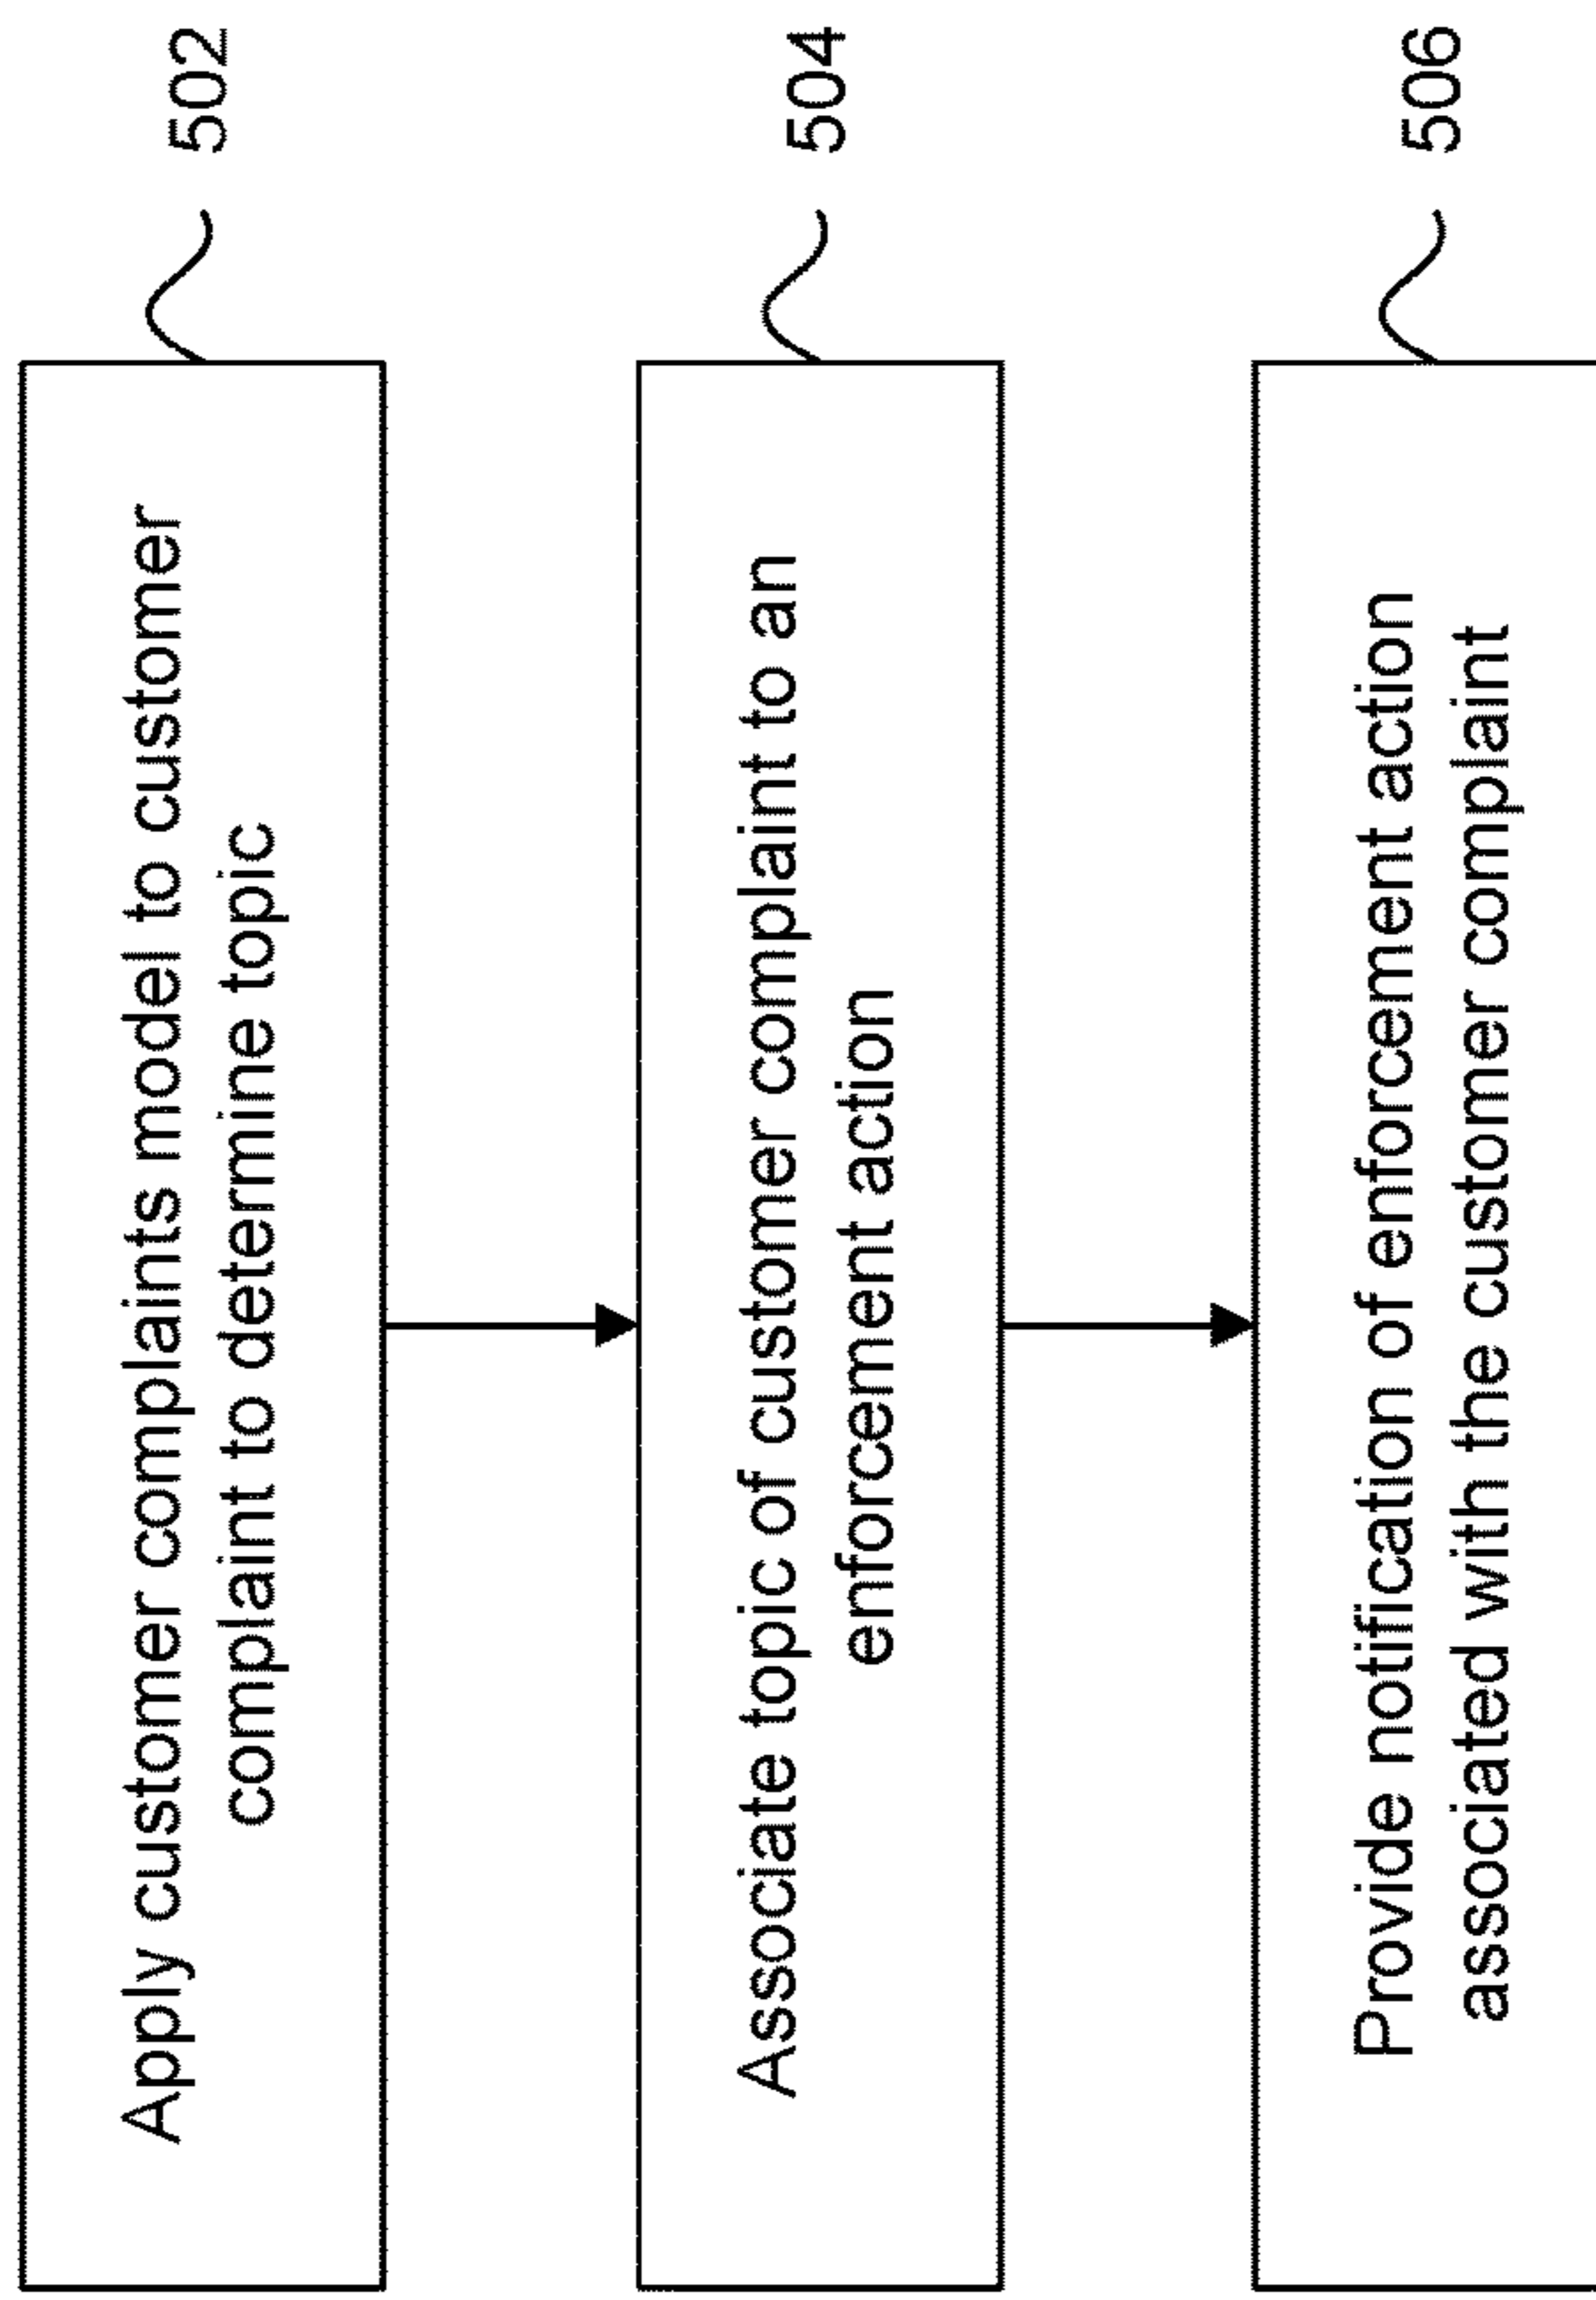 Apply customer complaints model to customer
complaint to determine topic
502
Associate topic of customer complaint to an
enforcement action
504
Provide notification of enforcement action
associated with the customer complaint
506